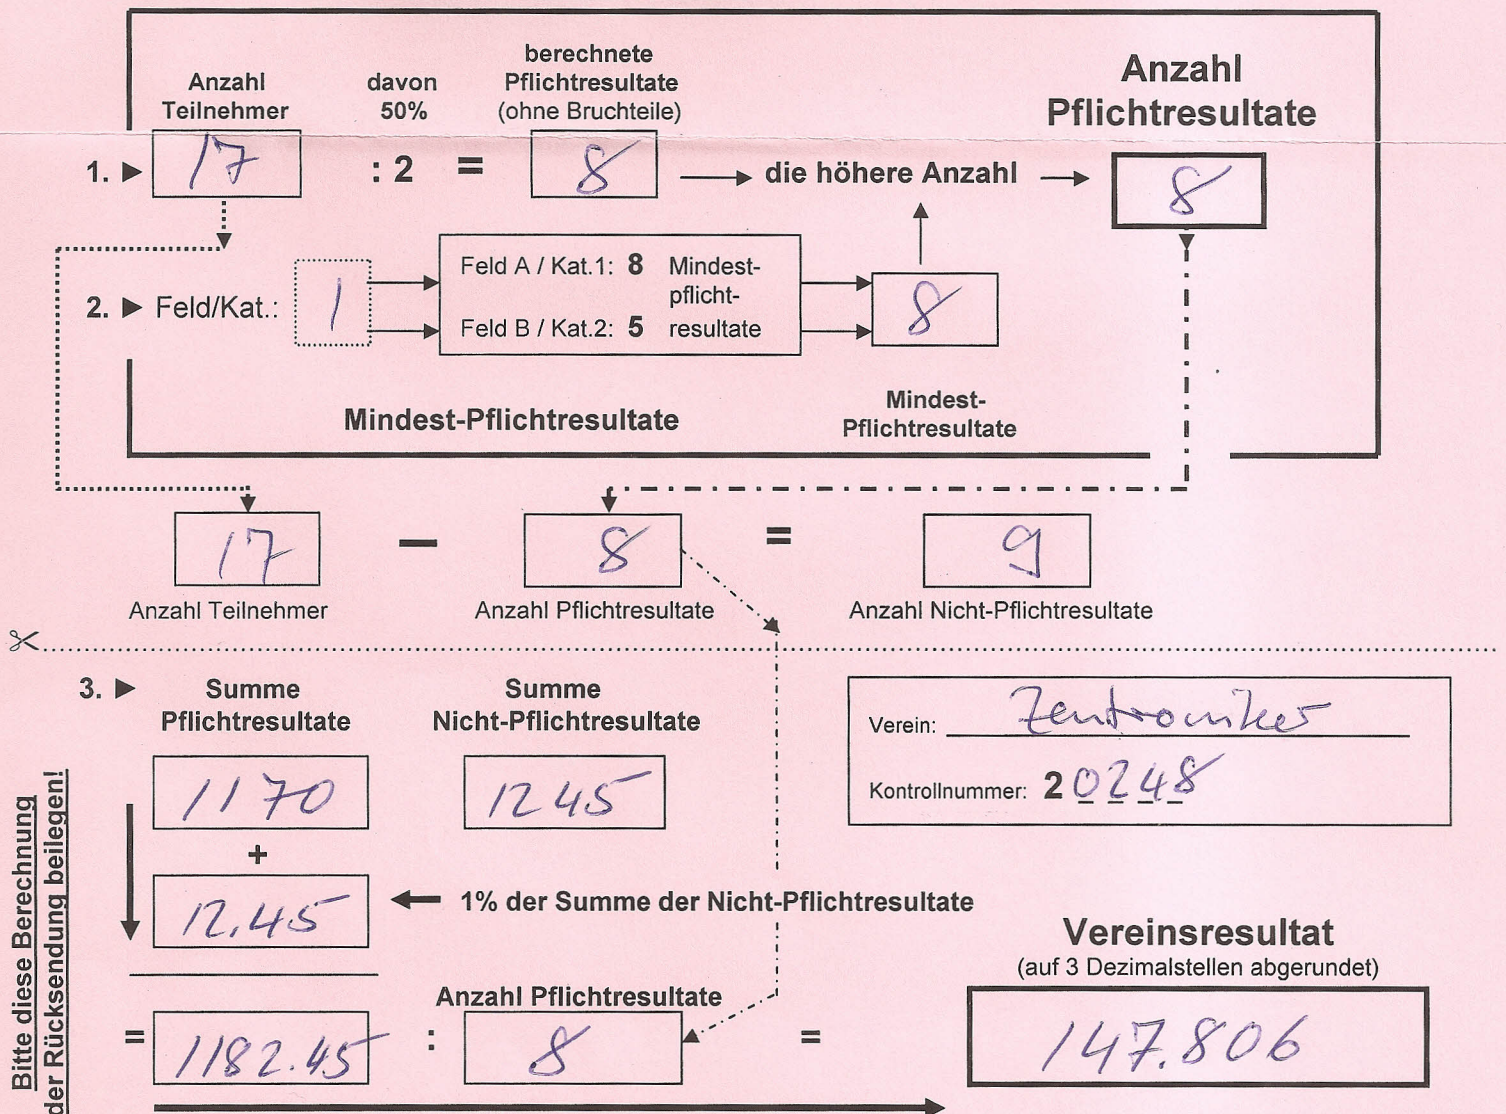 Anzahl Teilnehmer
davon 50%
berechnete Pflichtresultate (ohne Bruchteile)
Anzahl Pflichtresultate
1. ► 17 : 2 = 8 die höhere Anzahl 8
Feld A / Kat.1: 8 Mindest-
pflicht-
2. ► Feld/Kat.: 1
Feld B / Kat.2: 5 resultate
8
Mindest-Pflichtresultate
Mindest-
Pflichtresultate
17 — 8 = 9
Anzahl Teilnehmer Anzahl Pflichtresultate Anzahl Nicht-Pflichtresultate
3. ► Summe Pflichtresultate
Summe Nicht-Pflichtresultate
Verein: Zentroniker
Kontrollnummer: 2 0248
1170 1245
+
12.45 1% der Summe der Nicht-Pflichtresultate
Vereinsresultat
(auf 3 Dezimalstellen abgerundet)
Anzahl Pflichtresultate
= 1182.45 : 8 = 147.806
Bitte diese Berechnung
der Rücksendung beilegen!